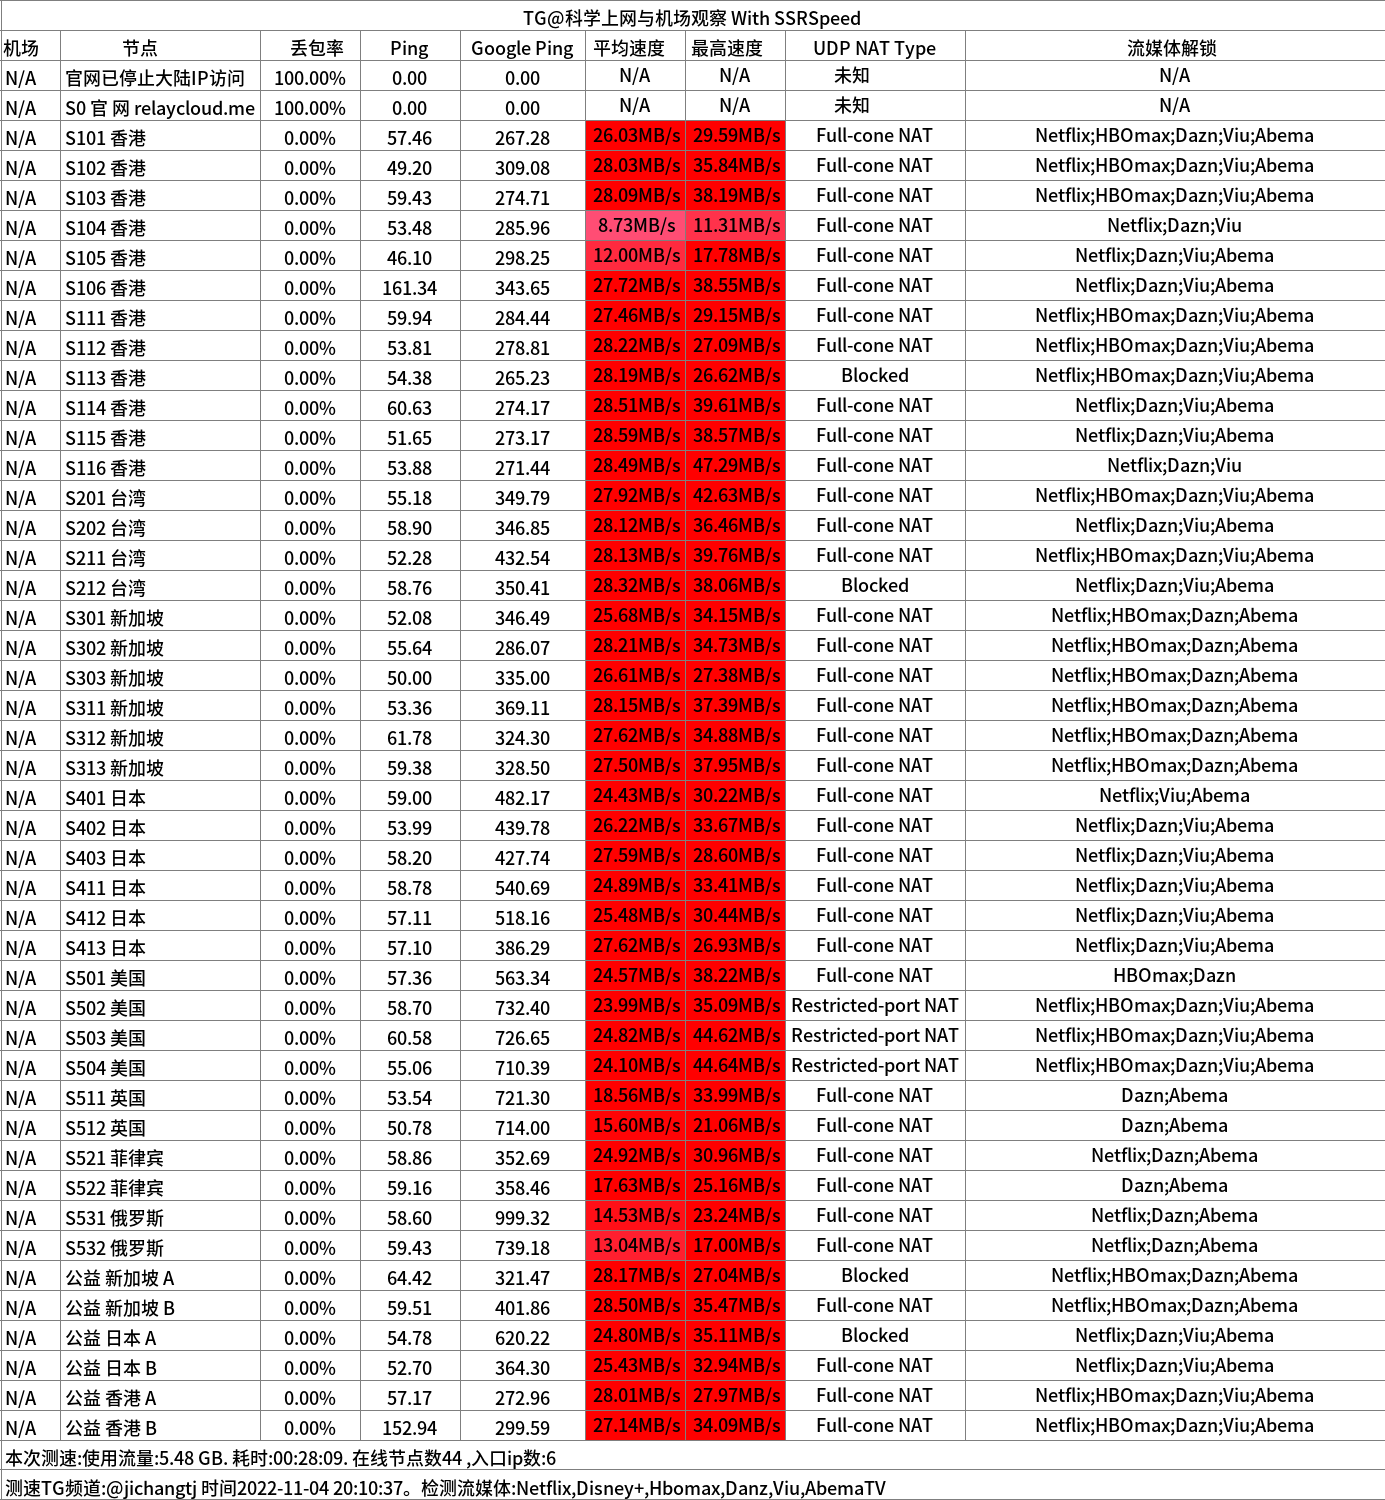 TG@科学上网与机场观察 With SSRSpeed
机场 节点 丢包率 Ping Google Ping 平均速度 最高速度 UDP NAT Type 流媒体解锁
N/A 官网已停止大陆IP访问 100.00% 0.00 0.00 N/A N/A 未知 N/A
N/A S0 官 网 relaycloud.me 100.00% 0.00 0.00 N/A N/A 未知 N/A
N/A S101 香港 0.00% 57.46 267.28 26.03MB/s 29.59MB/s Full-cone NAT Netflix;HBOmax;Dazn;Viu;Abema
N/A S102 香港 0.00% 49.20 309.08 28.03MB/s 35.84MB/s Full-cone NAT Netflix;HBOmax;Dazn;Viu;Abema
N/A S103 香港 0.00% 59.43 274.71 28.09MB/s 38.19MB/s Full-cone NAT Netflix;HBOmax;Dazn;Viu;Abema
N/A S104 香港 0.00% 53.48 285.96 8.73MB/s 11.31MB/s Full-cone NAT Netflix;Dazn;Viu
N/A S105 香港 0.00% 46.10 298.25 12.00MB/s 17.78MB/s Full-cone NAT Netflix;Dazn;Viu;Abema
N/A S106 香港 0.00% 161.34 343.65 27.72MB/s 38.55MB/s Full-cone NAT Netflix;Dazn;Viu;Abema
N/A S111 香港 0.00% 59.94 284.44 27.46MB/s 29.15MB/s Full-cone NAT Netflix;HBOmax;Dazn;Viu;Abema
N/A S112 香港 0.00% 53.81 278.81 28.22MB/s 27.09MB/s Full-cone NAT Netflix;HBOmax;Dazn;Viu;Abema
N/A S113 香港 0.00% 54.38 265.23 28.19MB/s 26.62MB/s Blocked Netflix;HBOmax;Dazn;Viu;Abema
N/A S114 香港 0.00% 60.63 274.17 28.51MB/s 39.61MB/s Full-cone NAT Netflix;Dazn;Viu;Abema
N/A S115 香港 0.00% 51.65 273.17 28.59MB/s 38.57MB/s Full-cone NAT Netflix;Dazn;Viu;Abema
N/A S116 香港 0.00% 53.88 271.44 28.49MB/s 47.29MB/s Full-cone NAT Netflix;Dazn;Viu
N/A S201 台湾 0.00% 55.18 349.79 27.92MB/s 42.63MB/s Full-cone NAT Netflix;HBOmax;Dazn;Viu;Abema
N/A S202 台湾 0.00% 58.90 346.85 28.12MB/s 36.46MB/s Full-cone NAT Netflix;Dazn;Viu;Abema
N/A S211 台湾 0.00% 52.28 432.54 28.13MB/s 39.76MB/s Full-cone NAT Netflix;HBOmax;Dazn;Viu;Abema
N/A S212 台湾 0.00% 58.76 350.41 28.32MB/s 38.06MB/s Blocked Netflix;Dazn;Viu;Abema
N/A S301 新加坡 0.00% 52.08 346.49 25.68MB/s 34.15MB/s Full-cone NAT Netflix;HBOmax;Dazn;Abema
N/A S302 新加坡 0.00% 55.64 286.07 28.21MB/s 34.73MB/s Full-cone NAT Netflix;HBOmax;Dazn;Abema
N/A S303 新加坡 0.00% 50.00 335.00 26.61MB/s 27.38MB/s Full-cone NAT Netflix;HBOmax;Dazn;Abema
N/A S311 新加坡 0.00% 53.36 369.11 28.15MB/s 37.39MB/s Full-cone NAT Netflix;HBOmax;Dazn;Abema
N/A S312 新加坡 0.00% 61.78 324.30 27.62MB/s 34.88MB/s Full-cone NAT Netflix;HBOmax;Dazn;Abema
N/A S313 新加坡 0.00% 59.38 328.50 27.50MB/s 37.95MB/s Full-cone NAT Netflix;HBOmax;Dazn;Abema
N/A S401 日本 0.00% 59.00 482.17 24.43MB/s 30.22MB/s Full-cone NAT Netflix;Viu;Abema
N/A S402 日本 0.00% 53.99 439.78 26.22MB/s 33.67MB/s Full-cone NAT Netflix;Dazn;Viu;Abema
N/A S403 日本 0.00% 58.20 427.74 27.59MB/s 28.60MB/s Full-cone NAT Netflix;Dazn;Viu;Abema
N/A S411 日本 0.00% 58.78 540.69 24.89MB/s 33.41MB/s Full-cone NAT Netflix;Dazn;Viu;Abema
N/A S412 日本 0.00% 57.11 518.16 25.48MB/s 30.44MB/s Full-cone NAT Netflix;Dazn;Viu;Abema
N/A S413 日本 0.00% 57.10 386.29 27.62MB/s 26.93MB/s Full-cone NAT Netflix;Dazn;Viu;Abema
N/A S501 美国 0.00% 57.36 563.34 24.57MB/s 38.22MB/s Full-cone NAT HBOmax;Dazn
N/A S502 美国 0.00% 58.70 732.40 23.99MB/s 35.09MB/s Restricted-port NAT Netflix;HBOmax;Dazn;Viu;Abema
N/A S503 美国 0.00% 60.58 726.65 24.82MB/s 44.62MB/s Restricted-port NAT Netflix;HBOmax;Dazn;Viu;Abema
N/A S504 美国 0.00% 55.06 710.39 24.10MB/s 44.64MB/s Restricted-port NAT Netflix;HBOmax;Dazn;Viu;Abema
N/A S511 英国 0.00% 53.54 721.30 18.56MB/s 33.99MB/s Full-cone NAT Dazn;Abema
N/A S512 英国 0.00% 50.78 714.00 15.60MB/s 21.06MB/s Full-cone NAT Dazn;Abema
N/A S521 菲律宾 0.00% 58.86 352.69 24.92MB/s 30.96MB/s Full-cone NAT Netflix;Dazn;Abema
N/A S522 菲律宾 0.00% 59.16 358.46 17.63MB/s 25.16MB/s Full-cone NAT Dazn;Abema
N/A S531 俄罗斯 0.00% 58.60 999.32 14.53MB/s 23.24MB/s Full-cone NAT Netflix;Dazn;Abema
N/A S532 俄罗斯 0.00% 59.43 739.18 13.04MB/s 17.00MB/s Full-cone NAT Netflix;Dazn;Abema
N/A 公益 新加坡 A 0.00% 64.42 321.47 28.17MB/s 27.04MB/s Blocked Netflix;HBOmax;Dazn;Abema
N/A 公益 新加坡 B 0.00% 59.51 401.86 28.50MB/s 35.47MB/s Full-cone NAT Netflix;HBOmax;Dazn;Abema
N/A 公益 日本 A 0.00% 54.78 620.22 24.80MB/s 35.11MB/s Blocked Netflix;Dazn;Viu;Abema
N/A 公益 日本 B 0.00% 52.70 364.30 25.43MB/s 32.94MB/s Full-cone NAT Netflix;Dazn;Viu;Abema
N/A 公益 香港 A 0.00% 57.17 272.96 28.01MB/s 27.97MB/s Full-cone NAT Netflix;HBOmax;Dazn;Viu;Abema
N/A 公益 香港 B 0.00% 152.94 299.59 27.14MB/s 34.09MB/s Full-cone NAT Netflix;HBOmax;Dazn;Viu;Abema
本次测速:使用流量:5.48 GB. 耗时:00:28:09. 在线节点数44 ,入口ip数:6
测速TG频道:@jichangtj 时间2022-11-04 20:10:37。检测流媒体:Netflix,Disney+,Hbomax,Danz,Viu,AbemaTV